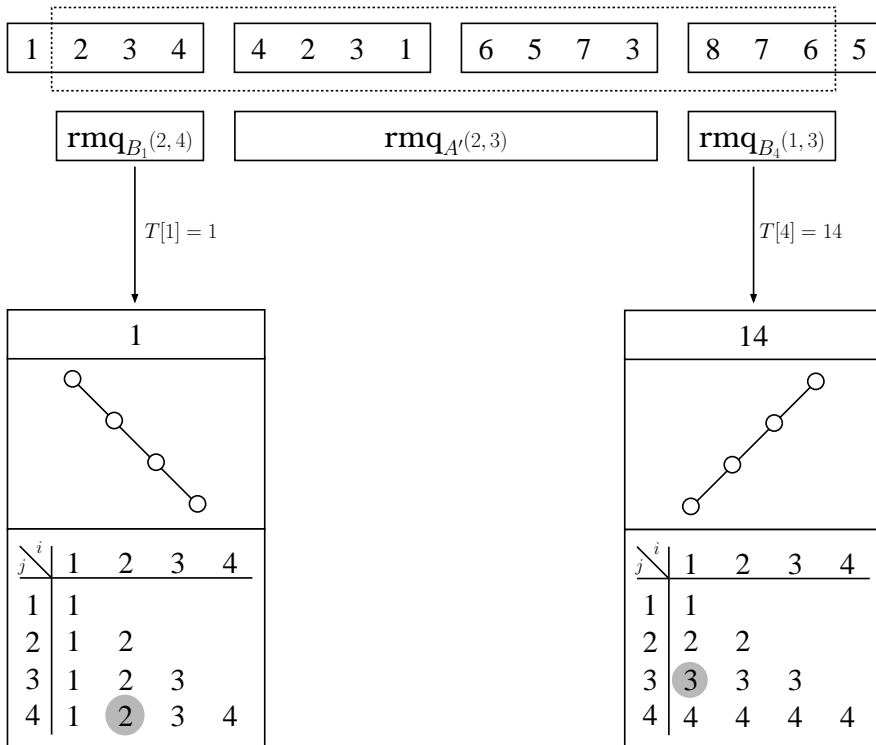 1 2 3 4 4 2 3 1 6 5 7 3 8 7 6 5
rmq_{B_1}(2, 4) rmq_{A'}(2, 3) rmq_{B_4}(1, 3)
T[1] = 1 T[4] = 14
1
j i 1 2 3 4
1 1
2 1 2
3 1 2 3
4 1 2 3 4
14
j i 1 2 3 4
1 1
2 2 2
3 3 3 3
4 4 4 4 4